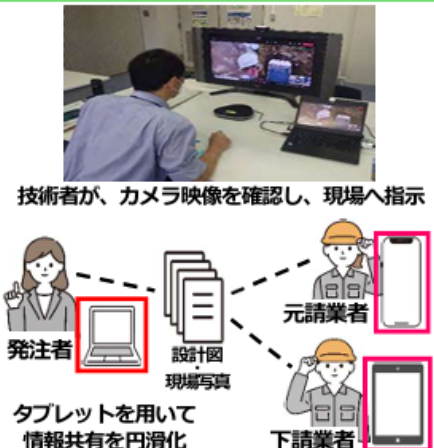 技術者が、カメラ映像を確認し、現場へ指示
元請業者
発注者
設計図
・
現場写真
タブレットを用いて
情報共有を円滑化
下請業者